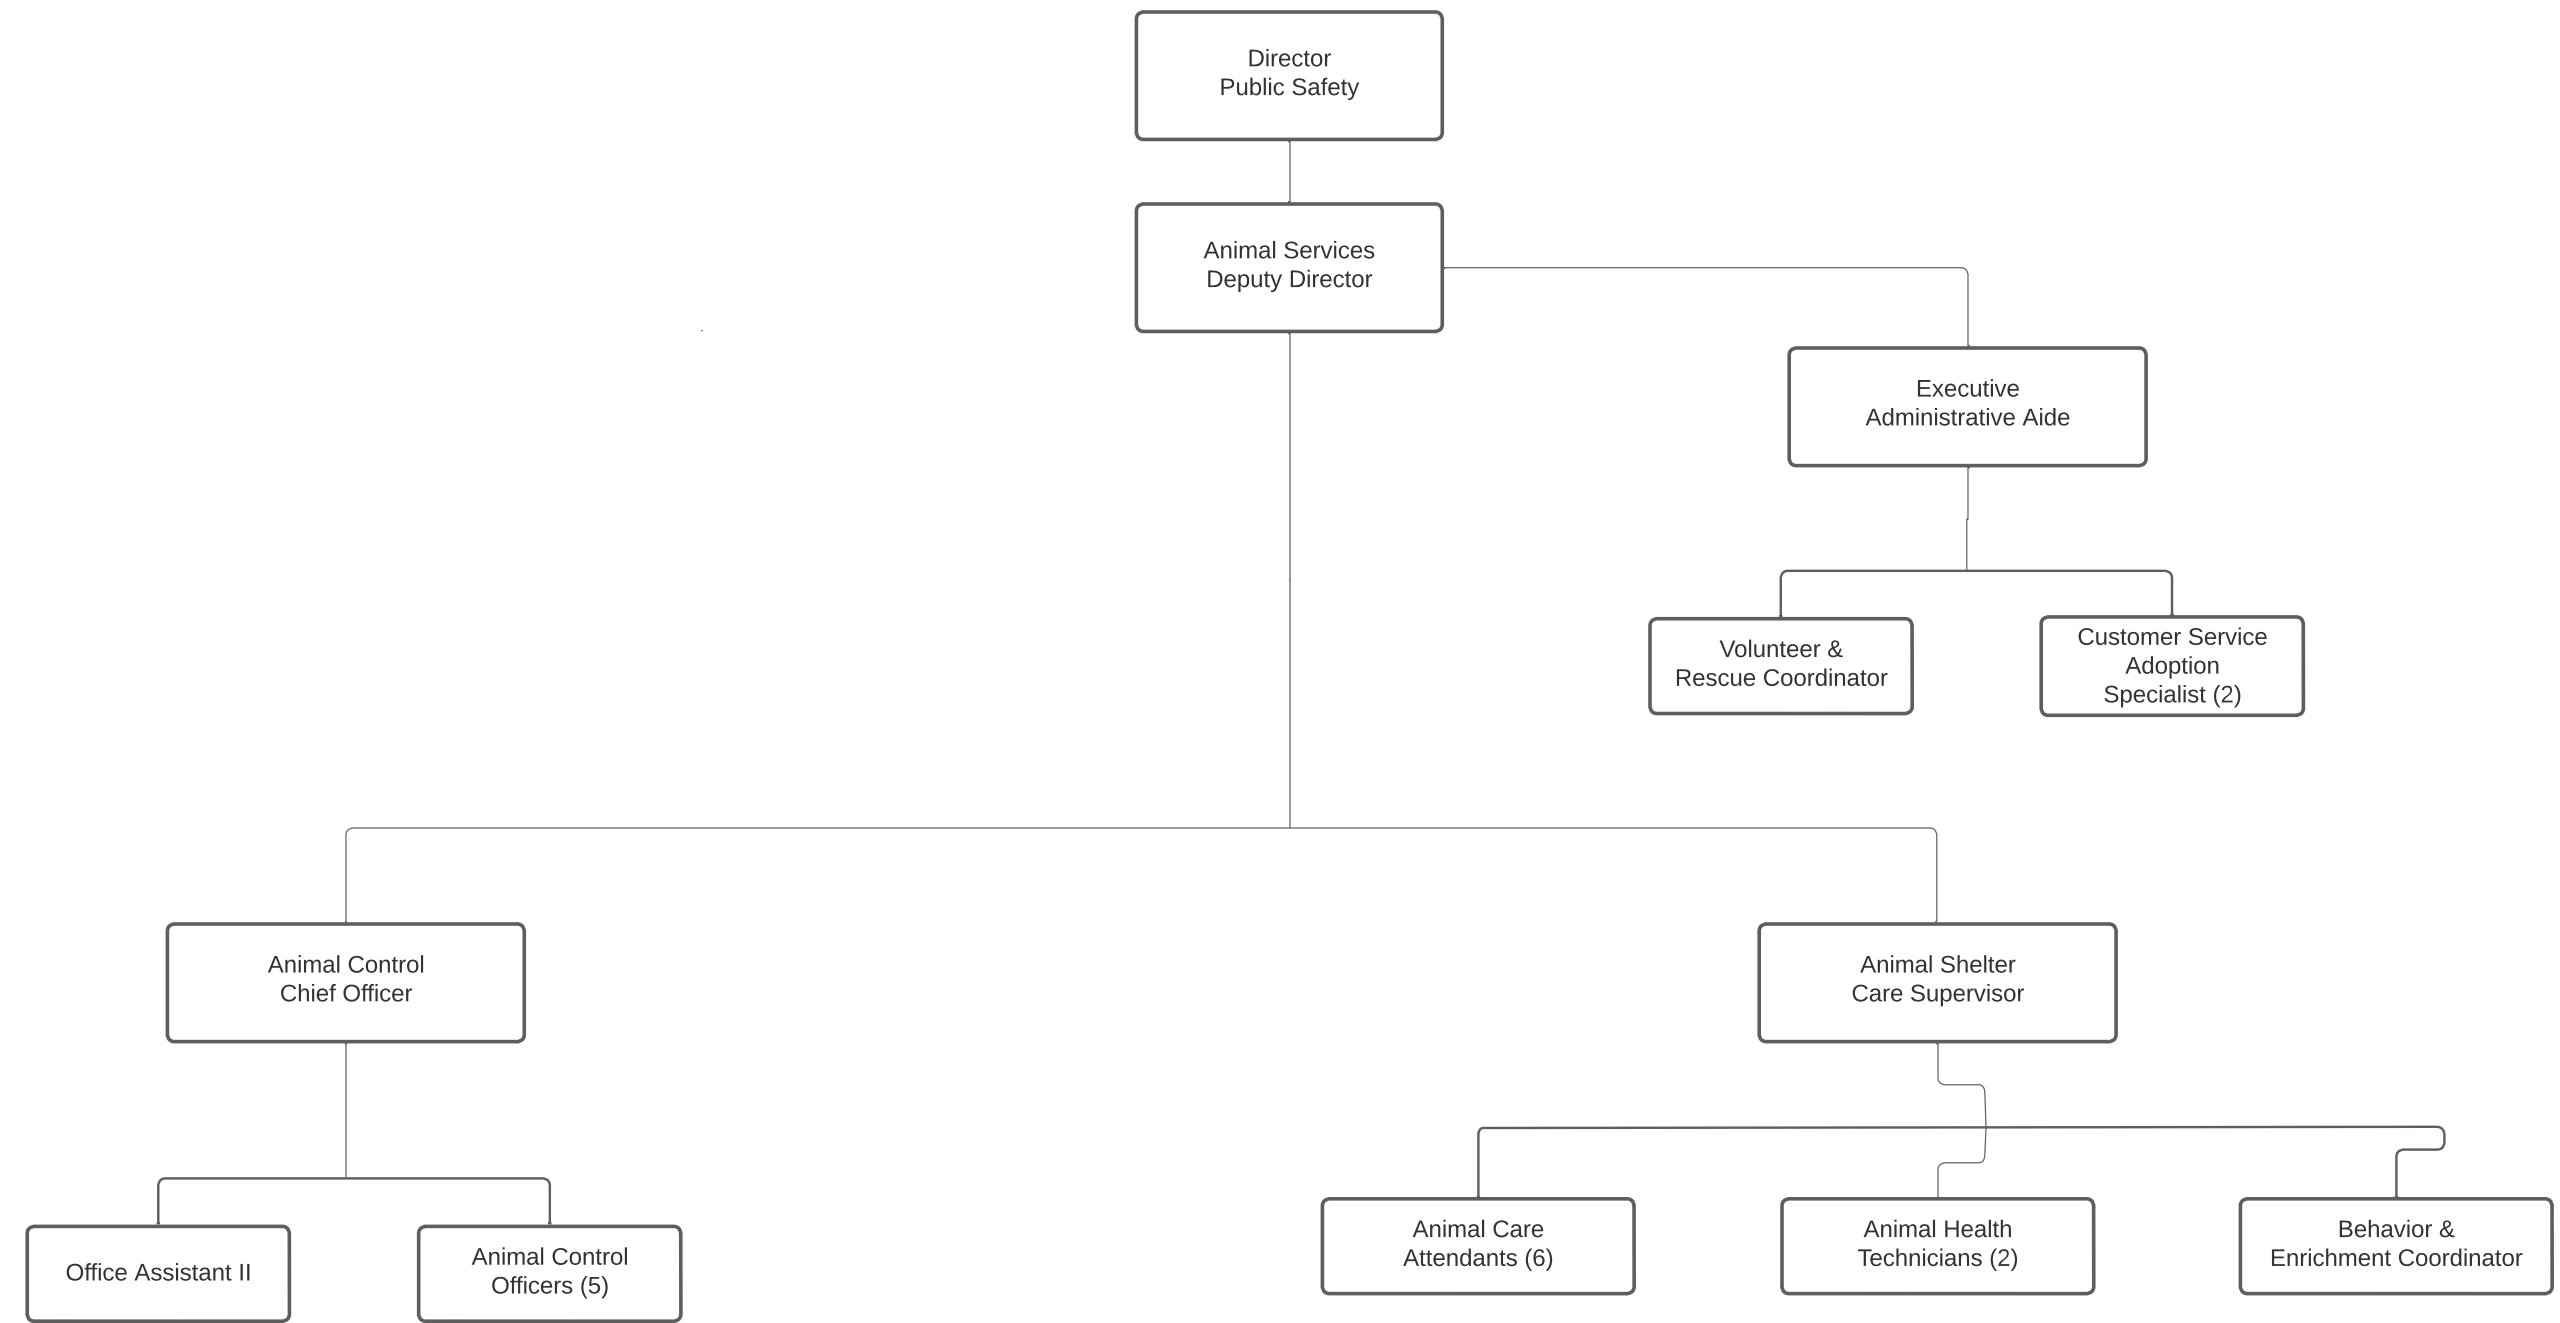 Director
Public Safety
Animal Services
Deputy Director
Executive
Administrative Aide
Volunteer &
Rescue Coordinator
Customer Service
Adoption
Specialist (2)
Animal Control
Chief Officer
Animal Shelter
Care Supervisor
Office Assistant II
Animal Control
Officers (5)
Animal Care
Attendants (6)
Animal Health
Technicians (2)
Behavior &
Enrichment Coordinator